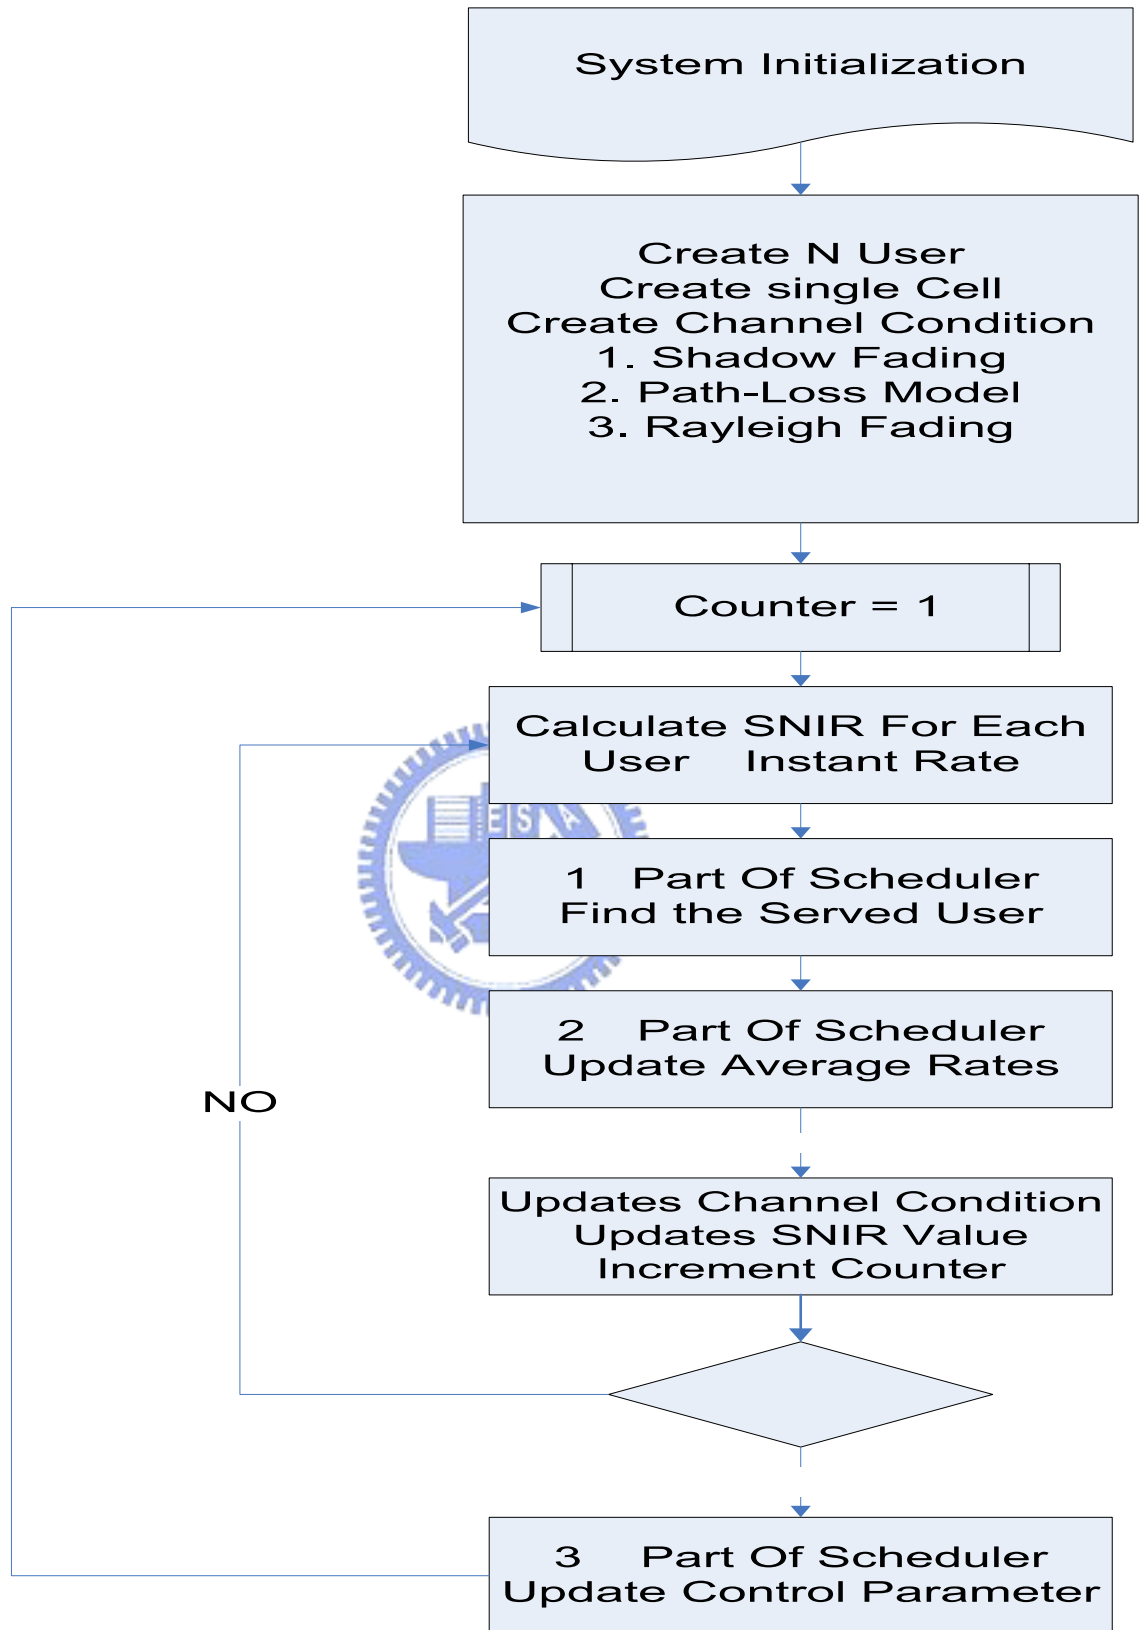 System Initialization
Create N User
Create single Cell
Create Channel Condition
1. Shadow Fading
2. Path-Loss Model
3. Rayleigh Fading
Counter = 1
Calculate SNIR For Each
User Instant Rate
E S A
1 Part Of Scheduler
Find the Served User
2 Part Of Scheduler
Update Average Rates
NO
Updates Channel Condition
Updates SNIR Value
Increment Counter
3 Part Of Scheduler
Update Control Parameter